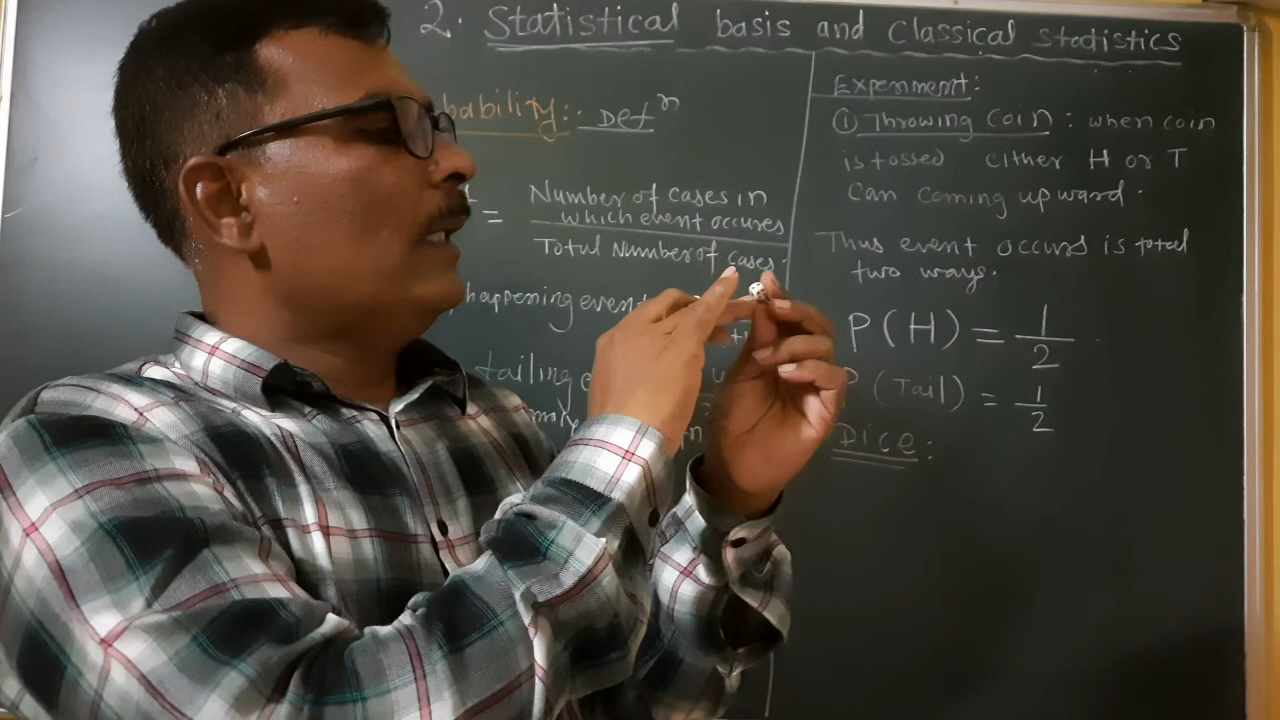 2. Statistical basis and Classical statistics
bability: Defⁿ
= Number of cases in
which event occures
Total Number of cases.
happening event
tailing
Experiment:
① Throwing coin: when coin
is tossed either H or T
can coming upward.
Thus event occurs is total
two ways.
P(H) = 1/2
P(Tail) = 1/2
Dice: